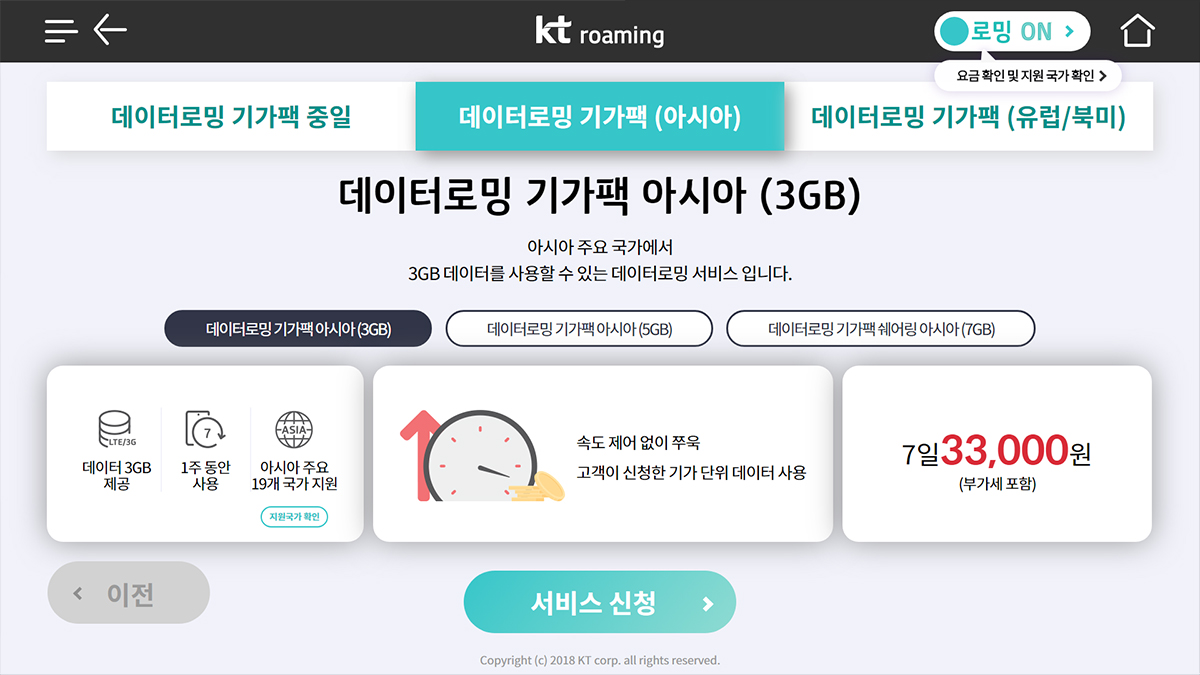 kt roaming
로밍 ON
요금 확인 및 지원 국가 확인
데이터로밍 기가팩 중일
데이터로밍 기가팩 (아시아)
데이터로밍 기가팩 (유럽/북미)
데이터로밍 기가팩 아시아 (3GB)
아시아 주요 국가에서
3GB 데이터를 사용할 수 있는 데이터로밍 서비스 입니다.
데이터로밍 기가팩 아시아 (3GB)
데이터로밍 기가팩 아시아 (5GB)
데이터로밍 기가팩 쉐어링 아시아 (7GB)
LTE/3G
데이터 3GB
제공
7
1주 동안
사용
ASIA
아시아 주요
19개 국가 지원
지원국가 확인
속도 제어 없이 쭈욱
고객이 신청한 기가 단위 데이터 사용
7일33,000원
(부가세 포함)
이전
서비스 신청
Copyright (c) 2018 KT corp. all rights reserved.